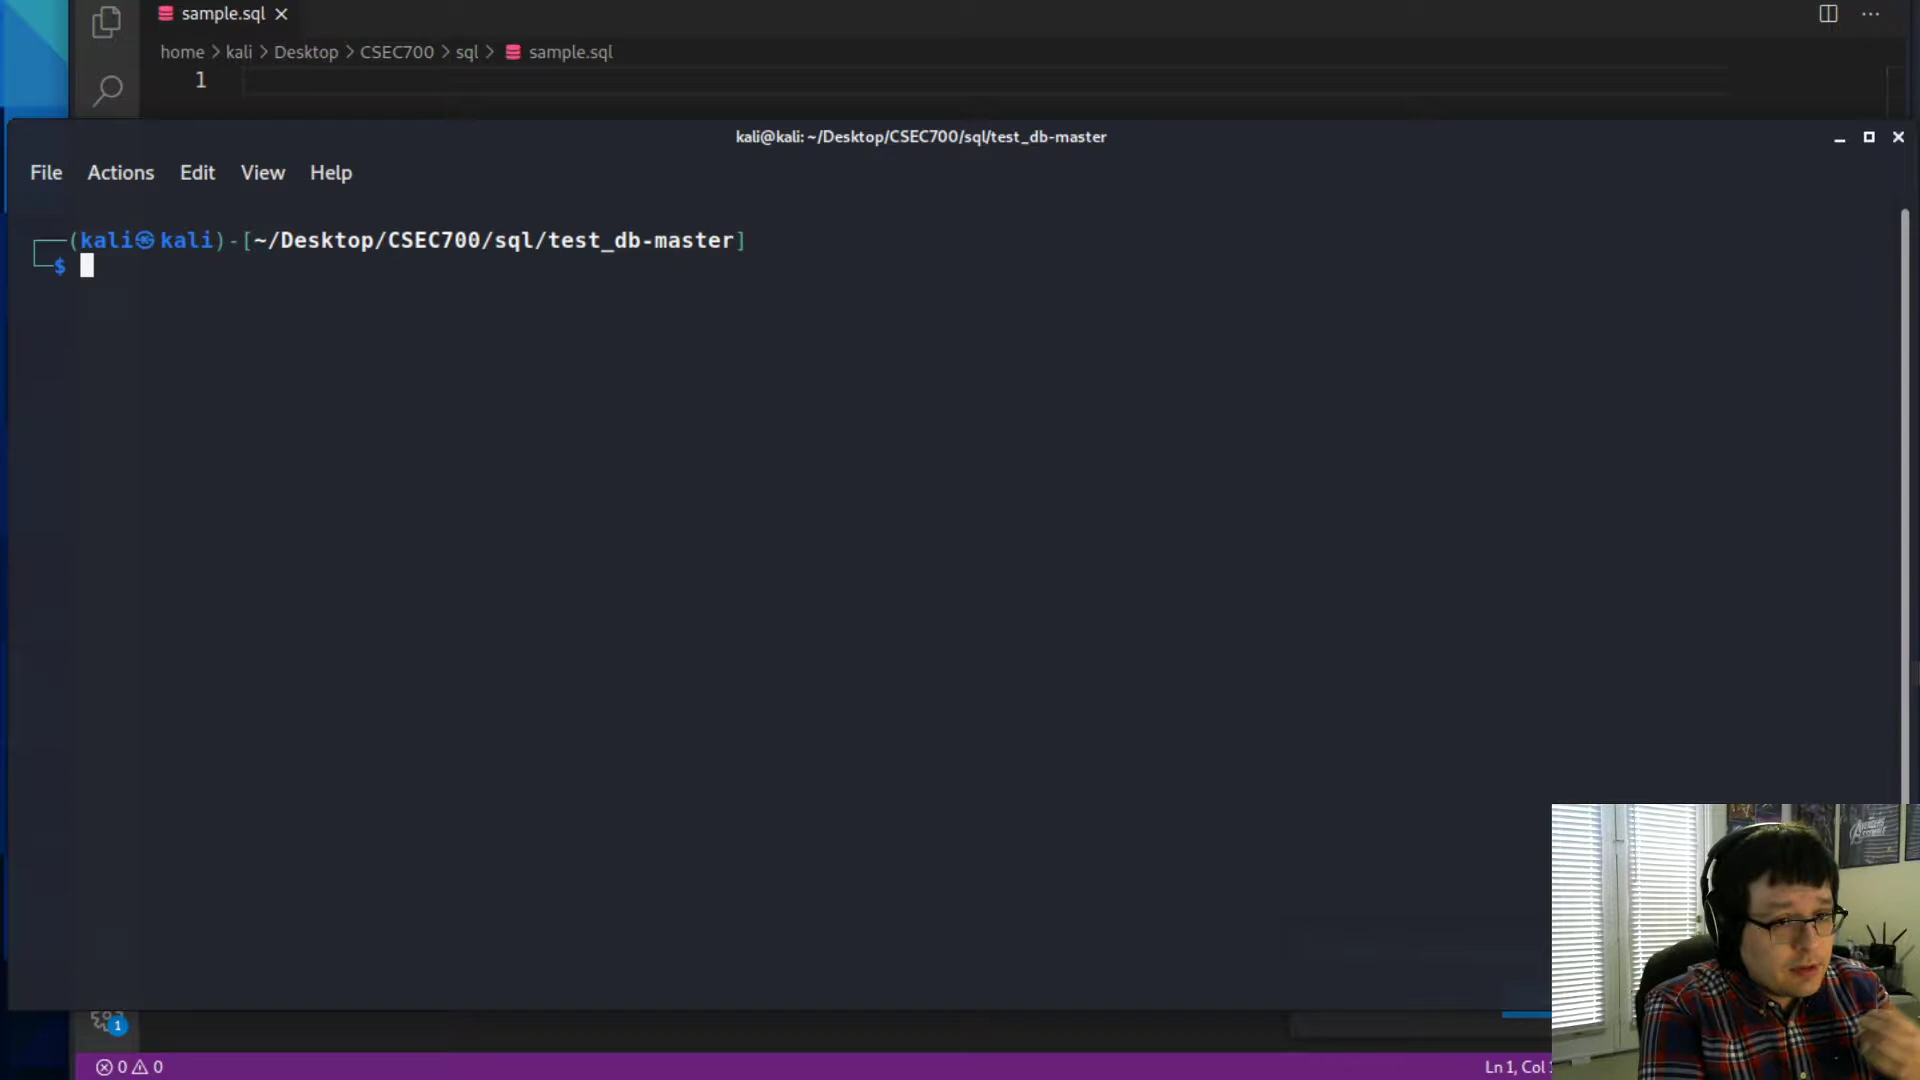 sample.sql
home > kali > Desktop > CSEC700 > sql > sample.sql
1
kali@kali: ~/Desktop/CSEC700/sql/test_db-master
File Actions Edit View Help
(kali㉿kali)-[~/Desktop/CSEC700/sql/test_db-master]
$
1
0 0
Ln 1, Col
AVENGERS